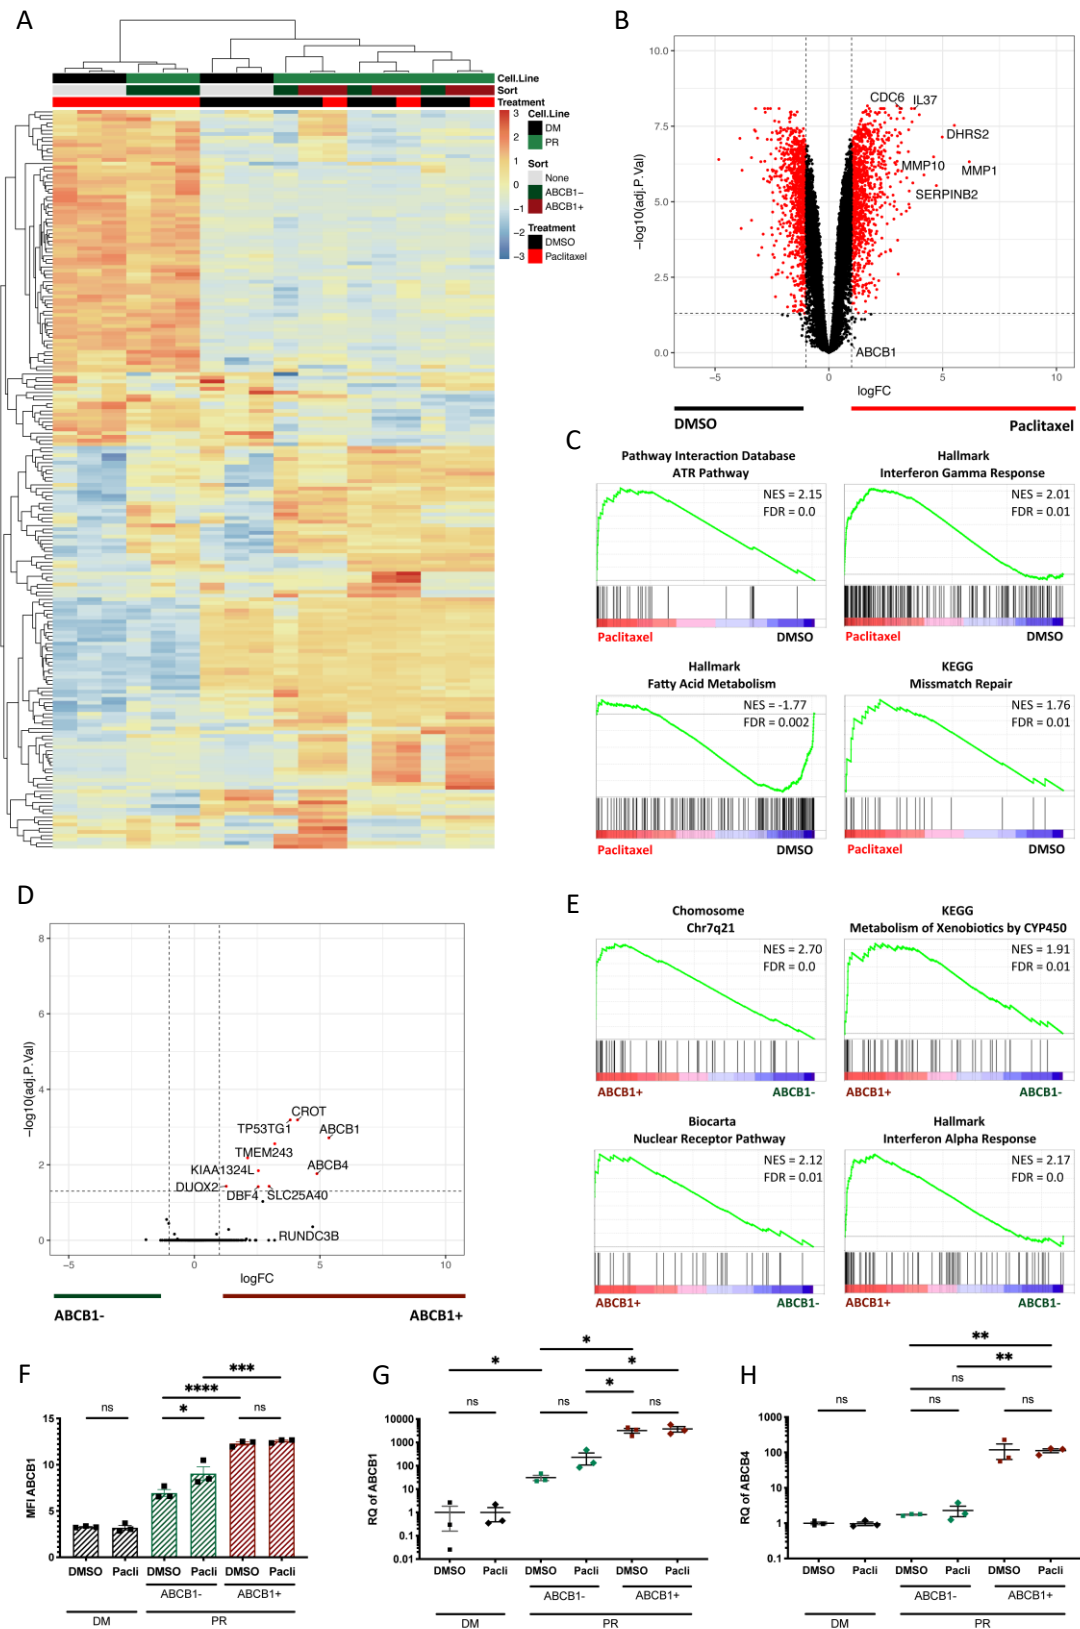 A
Cell.Line
Sort
Treatment
3
2
1
0
−1
−2
−3
Cell.Line
DM
PR
Sort
None
ABCB1−
ABCB1+
Treatment
DMSO
Paclitaxel
B
10.0
7.5
5.0
2.5
0.0
−log10(adj.P.Val)
CDC6
IL37
DHRS2
MMP10
MMP1
SERPINB2
ABCB1
−5
0
5
10
logFC
DMSO
Paclitaxel
C
Pathway Interaction Database
ATR Pathway
NES = 2.15
FDR = 0.0
Paclitaxel
DMSO
Hallmark
Interferon Gamma Response
NES = 2.01
FDR = 0.01
Paclitaxel
DMSO
Hallmark
Fatty Acid Metabolism
NES = -1.77
FDR = 0.002
Paclitaxel
DMSO
KEGG
Missmatch Repair
NES = 1.76
FDR = 0.01
Paclitaxel
DMSO
D
8
6
4
2
0
−log10(adj.P.Val)
CROT
TP53TG1
ABCB1
TMEM243
ABCB4
KIAA1324L
DUOX2
DBF4
SLC25A40
RUNDC3B
−5
0
5
10
logFC
ABCB1-
ABCB1+
E
Chomosome
Chr7q21
NES = 2.70
FDR = 0.0
ABCB1+
ABCB1-
KEGG
Metabolism of Xenobiotics by CYP450
NES = 1.91
FDR = 0.01
ABCB1+
ABCB1-
Biocarta
Nuclear Receptor Pathway
NES = 2.12
FDR = 0.01
ABCB1+
ABCB1-
Hallmark
Interferon Alpha Response
NES = 2.17
FDR = 0.0
ABCB1+
ABCB1-
F
***
****
ns
*
ns
15
10
5
0
MFI ABCB1
DMSO
Pacli
DMSO
Pacli
DMSO
Pacli
ABCB1-
ABCB1+
DM
PR
G
*
*
*
*
ns
ns
ns
10000
1000
100
10
1
0.1
0.01
RQ of ABCB1
DMSO
Pacli
DMSO
Pacli
DMSO
Pacli
ABCB1-
ABCB1+
DM
PR
H
**
**
ns
ns
ns
ns
1000
100
10
1
0.1
RQ of ABCB4
DMSO
Pacli
DMSO
Pacli
DMSO
Pacli
ABCB1-
ABCB1+
DM
PR